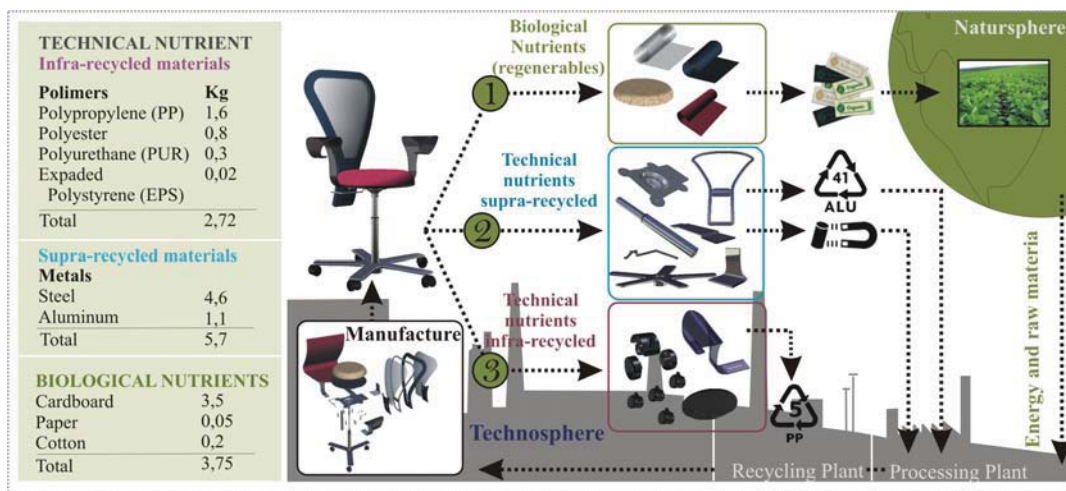 TECHNICAL NUTRIENT
Infra-recycled materials
Polimers Kg
Polypropylene (PP) 1,6
Polyester 0,8
Polyurethane (PUR) 0,3
Expaded 0,02
Polystyrene (EPS)
Total 2,72
Supra-recycled materials
Metals
Steel 4,6
Aluminum 1,1
Total 5,7
BIOLOGICAL NUTRIENTS
Cardboard 3,5
Paper 0,05
Cotton 0,2
Total 3,75
Manufacture
1
Biological
Nutrients
(regenerables)
2
Technical
nutrients
supra-recycled
3
Technical
nutrients
infra-recycled
41
ALU
5
PP
Natursphere
Energy and raw materia
Technosphere
Recycling Plant
Processing Plant